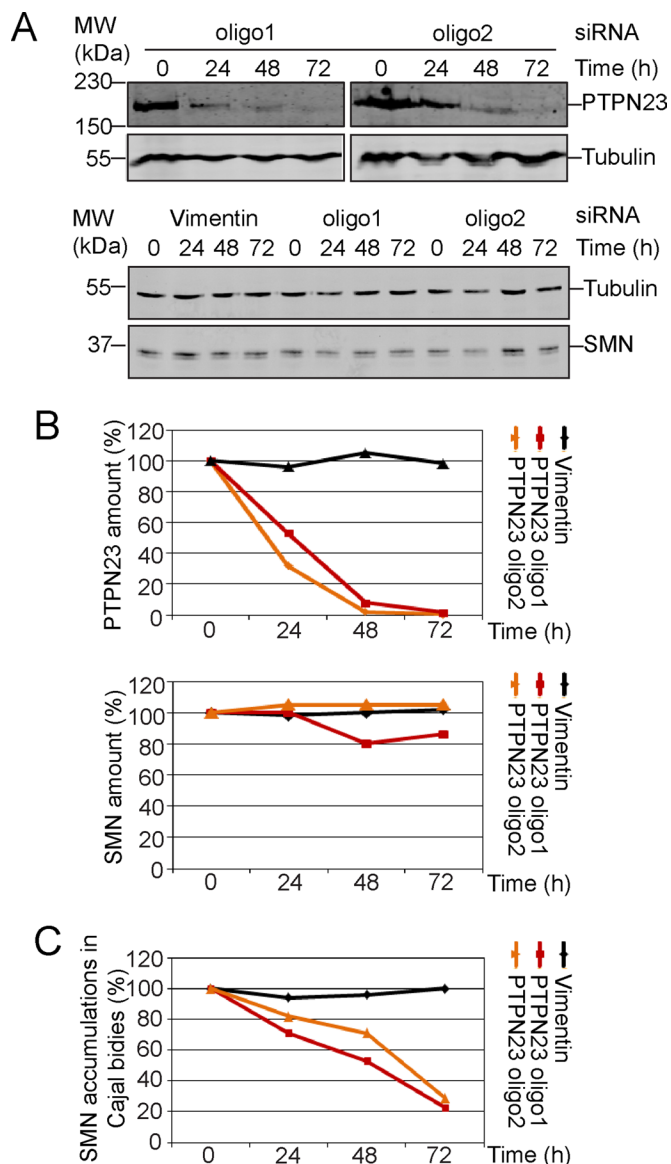 A
MW (kDa) oligo1 oligo2 siRNA
0 24 48 72 0 24 48 72 Time (h)
230
PTPN23
150
55 Tubulin
MW (kDa) Vimentin oligo1 oligo2 siRNA
0 24 48 72 0 24 48 72 0 24 48 72 Time (h)
55 Tubulin
37 SMN
B
PTPN23 amount (%)
120
100
80
60
40
20
0
0 24 48 72 Time (h)
Vimentin
PTPN23 oligo1
PTPN23 oligo2
SMN amount (%)
120
100
80
60
40
20
0
0 24 48 72 Time (h)
Vimentin
PTPN23 oligo1
PTPN23 oligo2
C
SMN accumulations in
Cajal bidies (%)
120
100
80
60
40
20
0
0 24 48 72 Time (h)
Vimentin
PTPN23 oligo1
PTPN23 oligo2